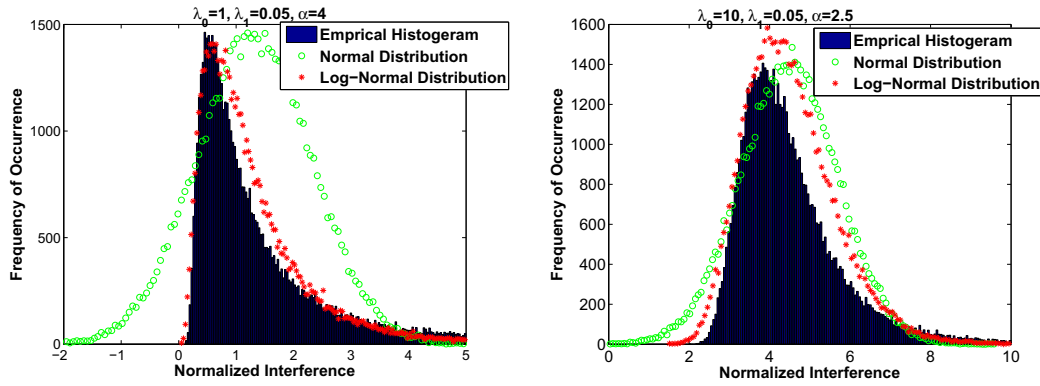 λ0=1, λ1=0.05, α=4
Emprical Histogeram
Normal Distribution
Log−Normal Distribution
1500
1000
500
0
Frequency of Occurrence
−2
−1
0
1
2
3
4
5
Normalized Interference
λ0=10, λ1=0.05, α=2.5
Emprical Histogeram
Normal Distribution
Log−Normal Distribution
1600
1400
1200
1000
800
600
400
200
0
Frequency of Occurrence
0
2
4
6
8
10
Normalized Interference